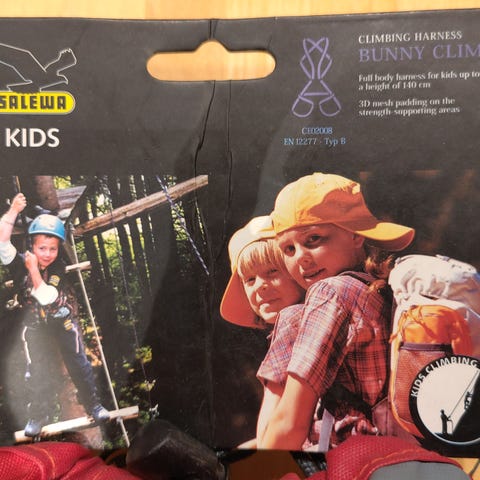 SALEWA
KIDS
CLIMBING HARNESS
BUNNY CLIM
Full body harness for kids up to
a height of 140 cm
3D mesh padding on the
strength-supporting areas
CE02008
EN 12277 - Typ B
KIDS CLIMBING